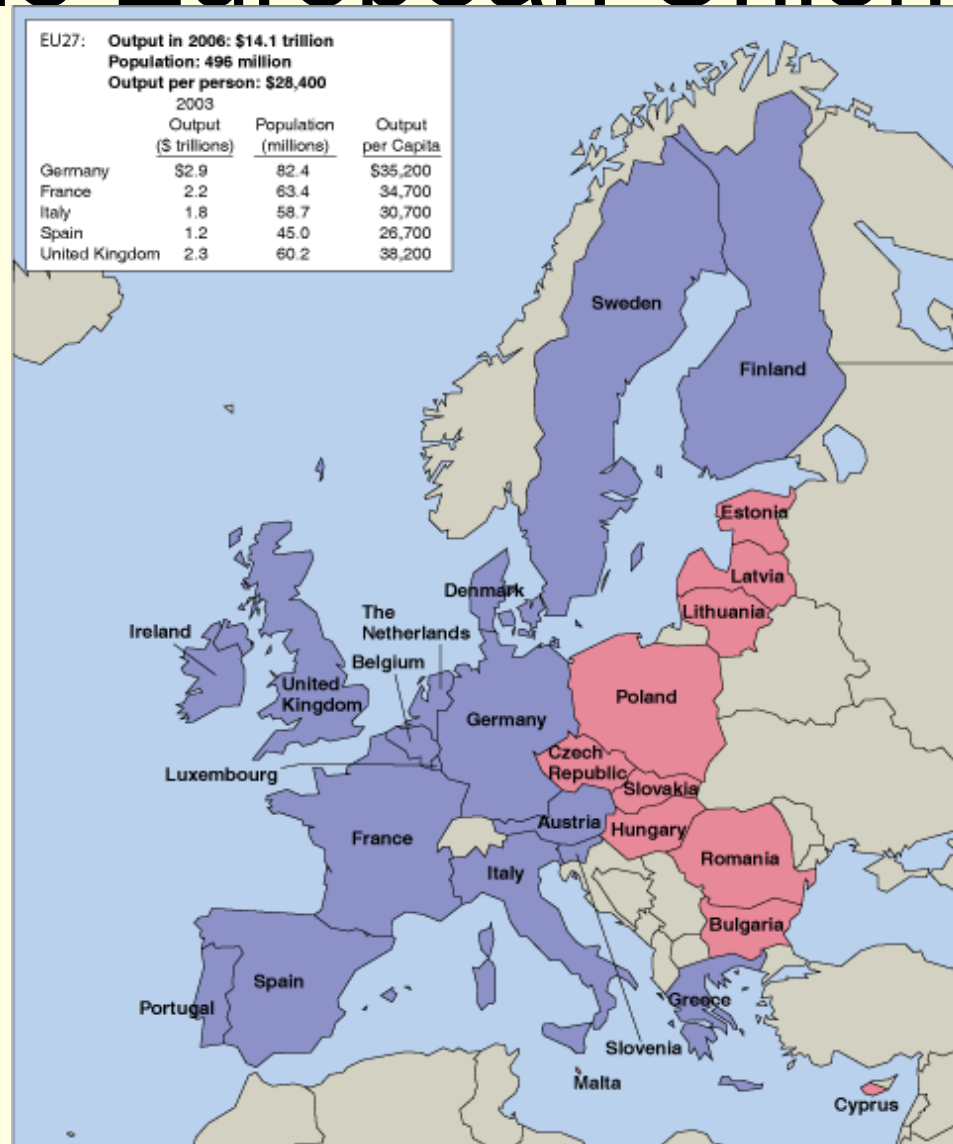 The European Union
EU27: Output in 2006: $14.1 trillion
Population: 496 million
Output per person: $28,400
2003
Output Population Output
($ trillions) (millions) per Capita
Germany $2.9 82.4 $35,200
France 2.2 63.4 34,700
Italy 1.8 58.7 30,700
Spain 1.2 45.0 26,700
United Kingdom 2.3 60.2 38,200
Sweden
Finland
Estonia
Latvia
Lithuania
Denmark
The
Netherlands
Ireland
Belgium
United
Kingdom
Germany
Poland
Luxembourg
Czech
Republic
Slovakia
Austria
Hungary
France
Italy
Romania
Bulgaria
Spain
Portugal
Greece
Slovenia
Malta
Cyprus